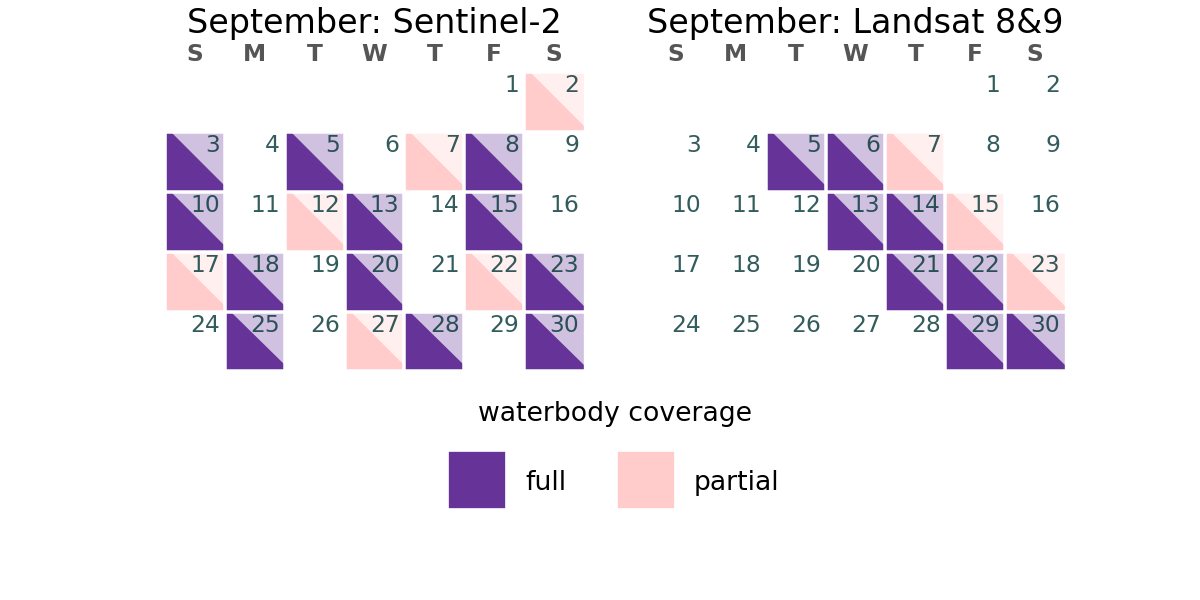 September: Sentinel-2
S M T W T F S
1 2
3 4 5 6 7 8 9
10 11 12 13 14 15 16
17 18 19 20 21 22 23
24 25 26 27 28 29 30
September: Landsat 8&9
S M T W T F S
1 2
3 4 5 6 7 8 9
10 11 12 13 14 15 16
17 18 19 20 21 22 23
24 25 26 27 28 29 30
waterbody coverage
full partial